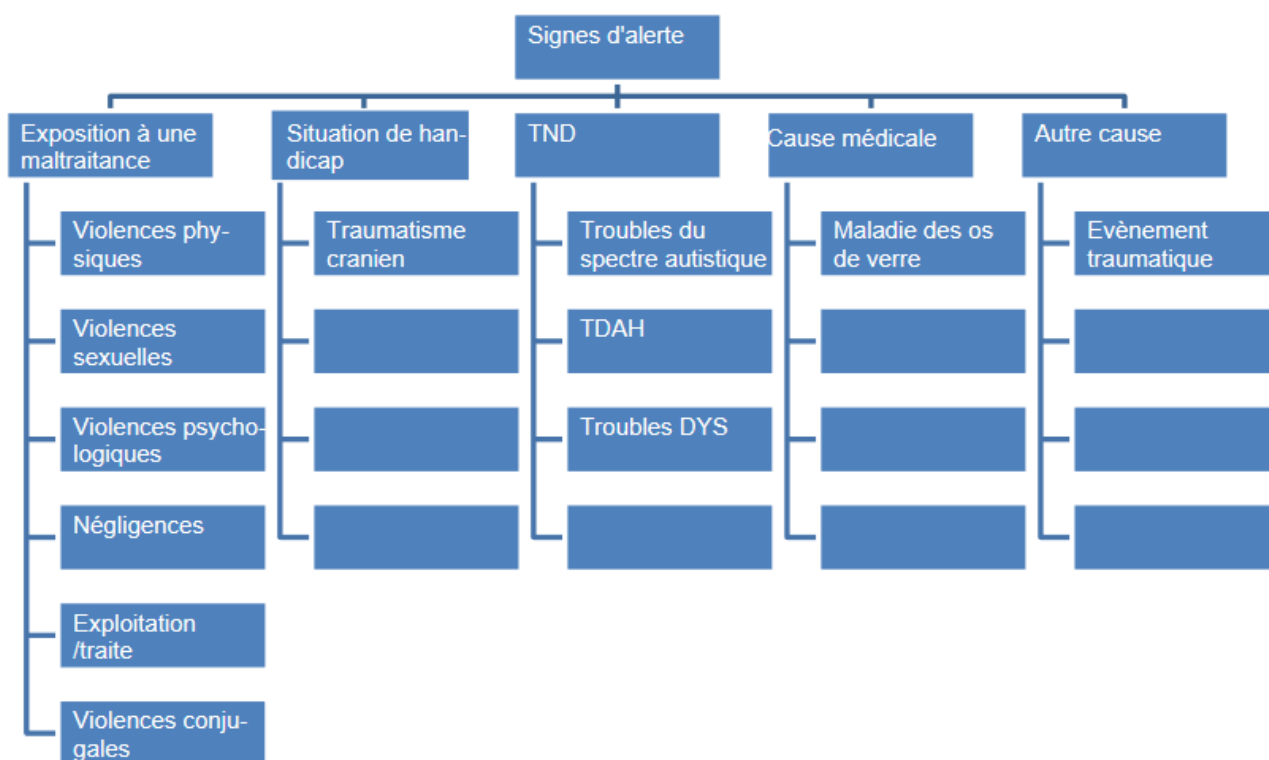 Signes d'alerte
Exposition à une
maltraitance
Situation de han-
dicap
TND
Cause médicale
Autre cause
Violences phy-
siques
Traumatisme
cranien
Troubles du
spectre autistique
Maladie des os
de verre
Evènement
traumatique
Violences
sexuelles
TDAH
Violences psycho-
logiques
Troubles DYS
Négligences
Exploitation
/traite
Violences conju-
gales